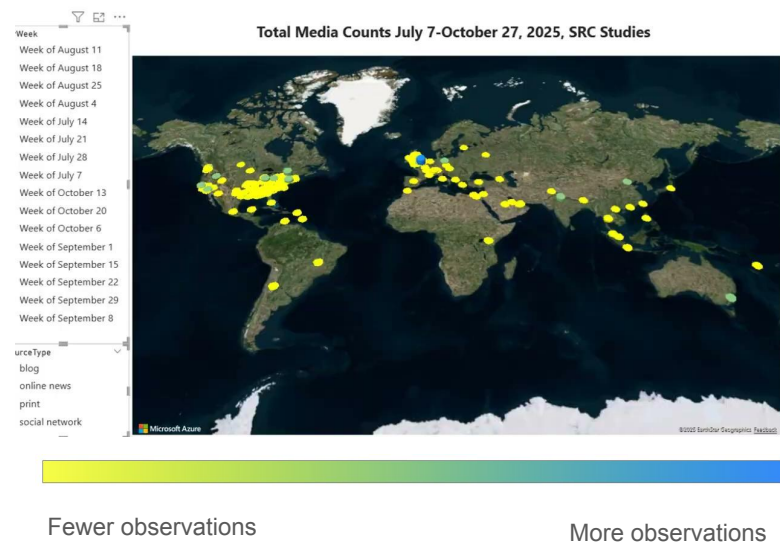 Total Media Counts July 7-October 27, 2025, SRC Studies
Week
Week of August 11
Week of August 18
Week of August 25
Week of August 4
Week of July 14
Week of July 21
Week of July 28
Week of July 7
Week of October 13
Week of October 20
Week of October 6
Week of September 1
Week of September 15
Week of September 22
Week of September 29
Week of September 8
urceType
blog
online news
print
social network
Microsoft Azure
©2025 EarthStar Geographics Feedback
Fewer observations
More observations